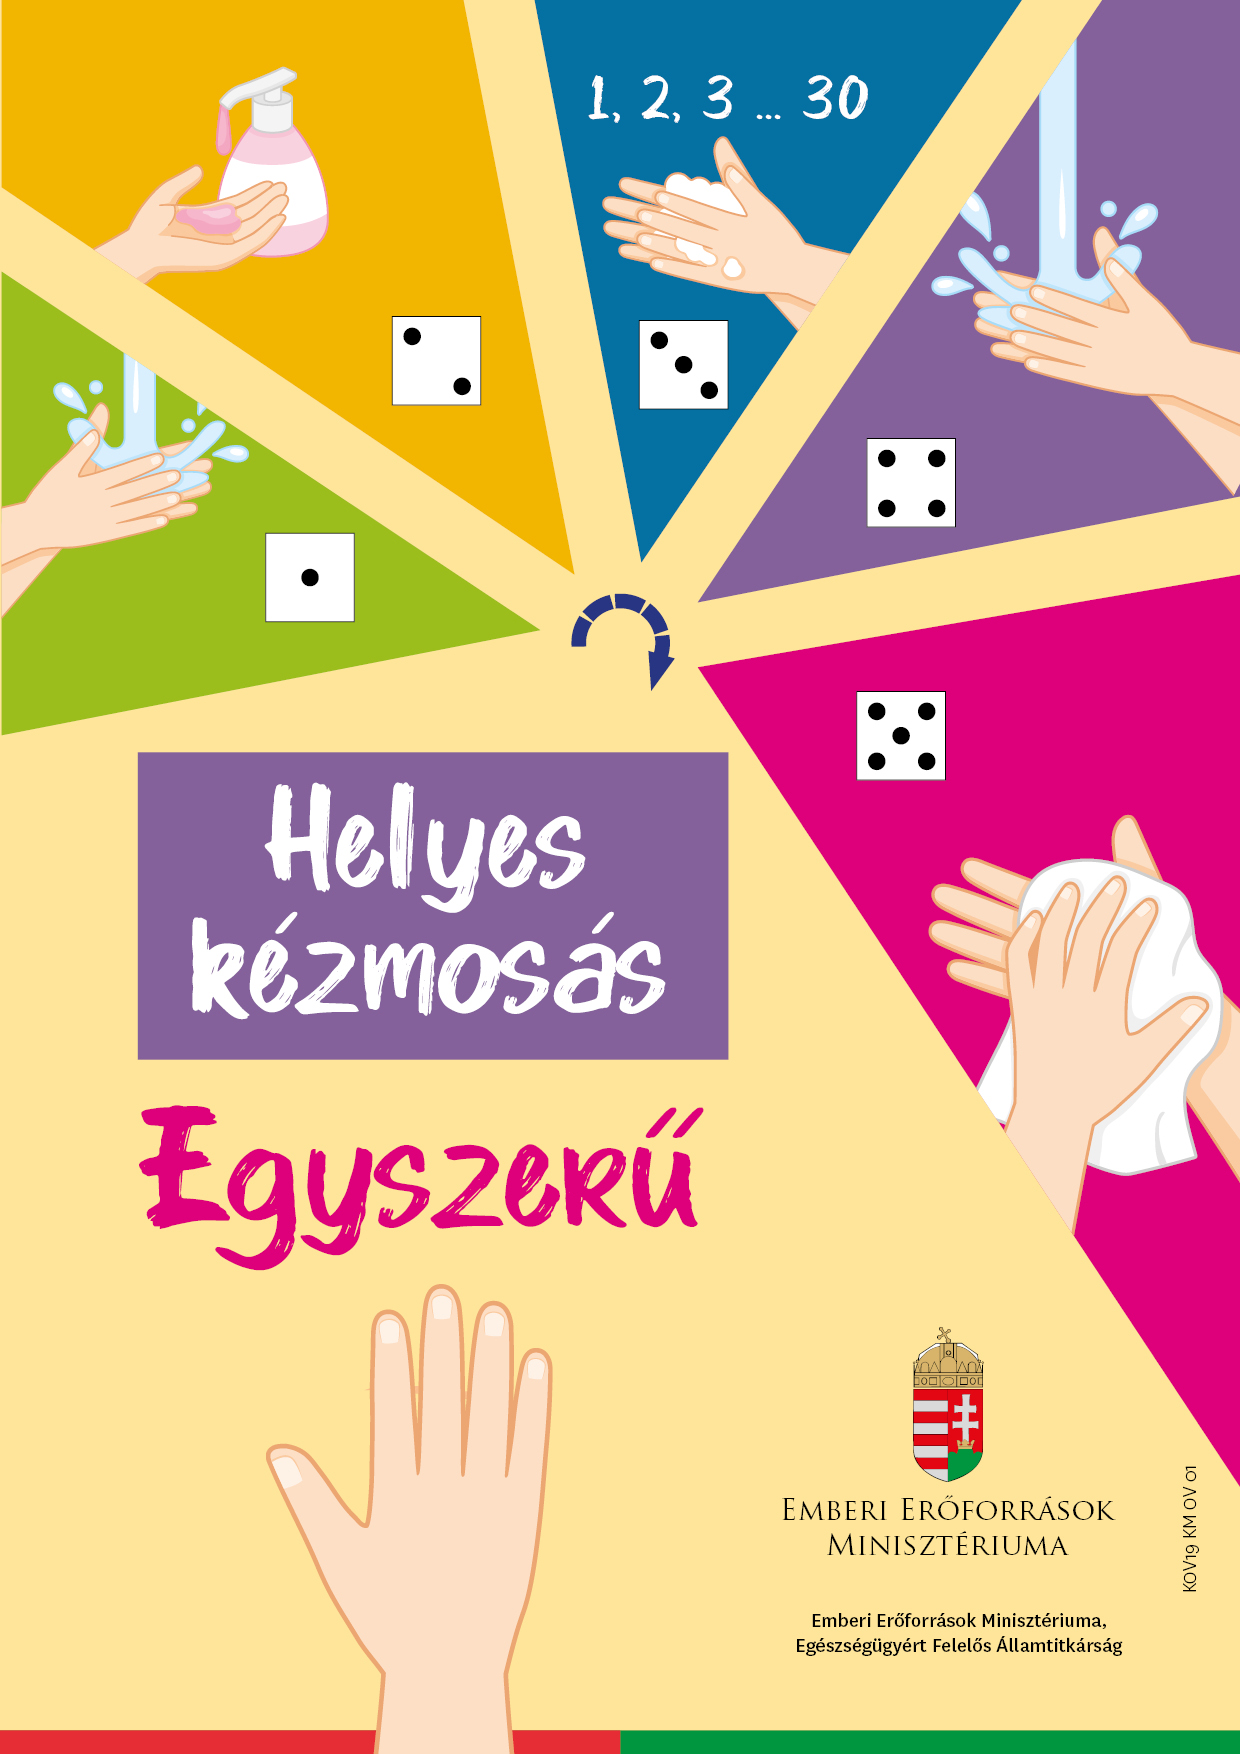 1, 2, 3 ... 30
Helyes
kézmosás
Egyszerű
EMBERI ERŐFORRÁSOK
MINISZTÉRIUMA
Emberi Erőforrások Minisztériuma,
Egészségügyért Felelős Államtitkárság
KOV19 KM OV 01